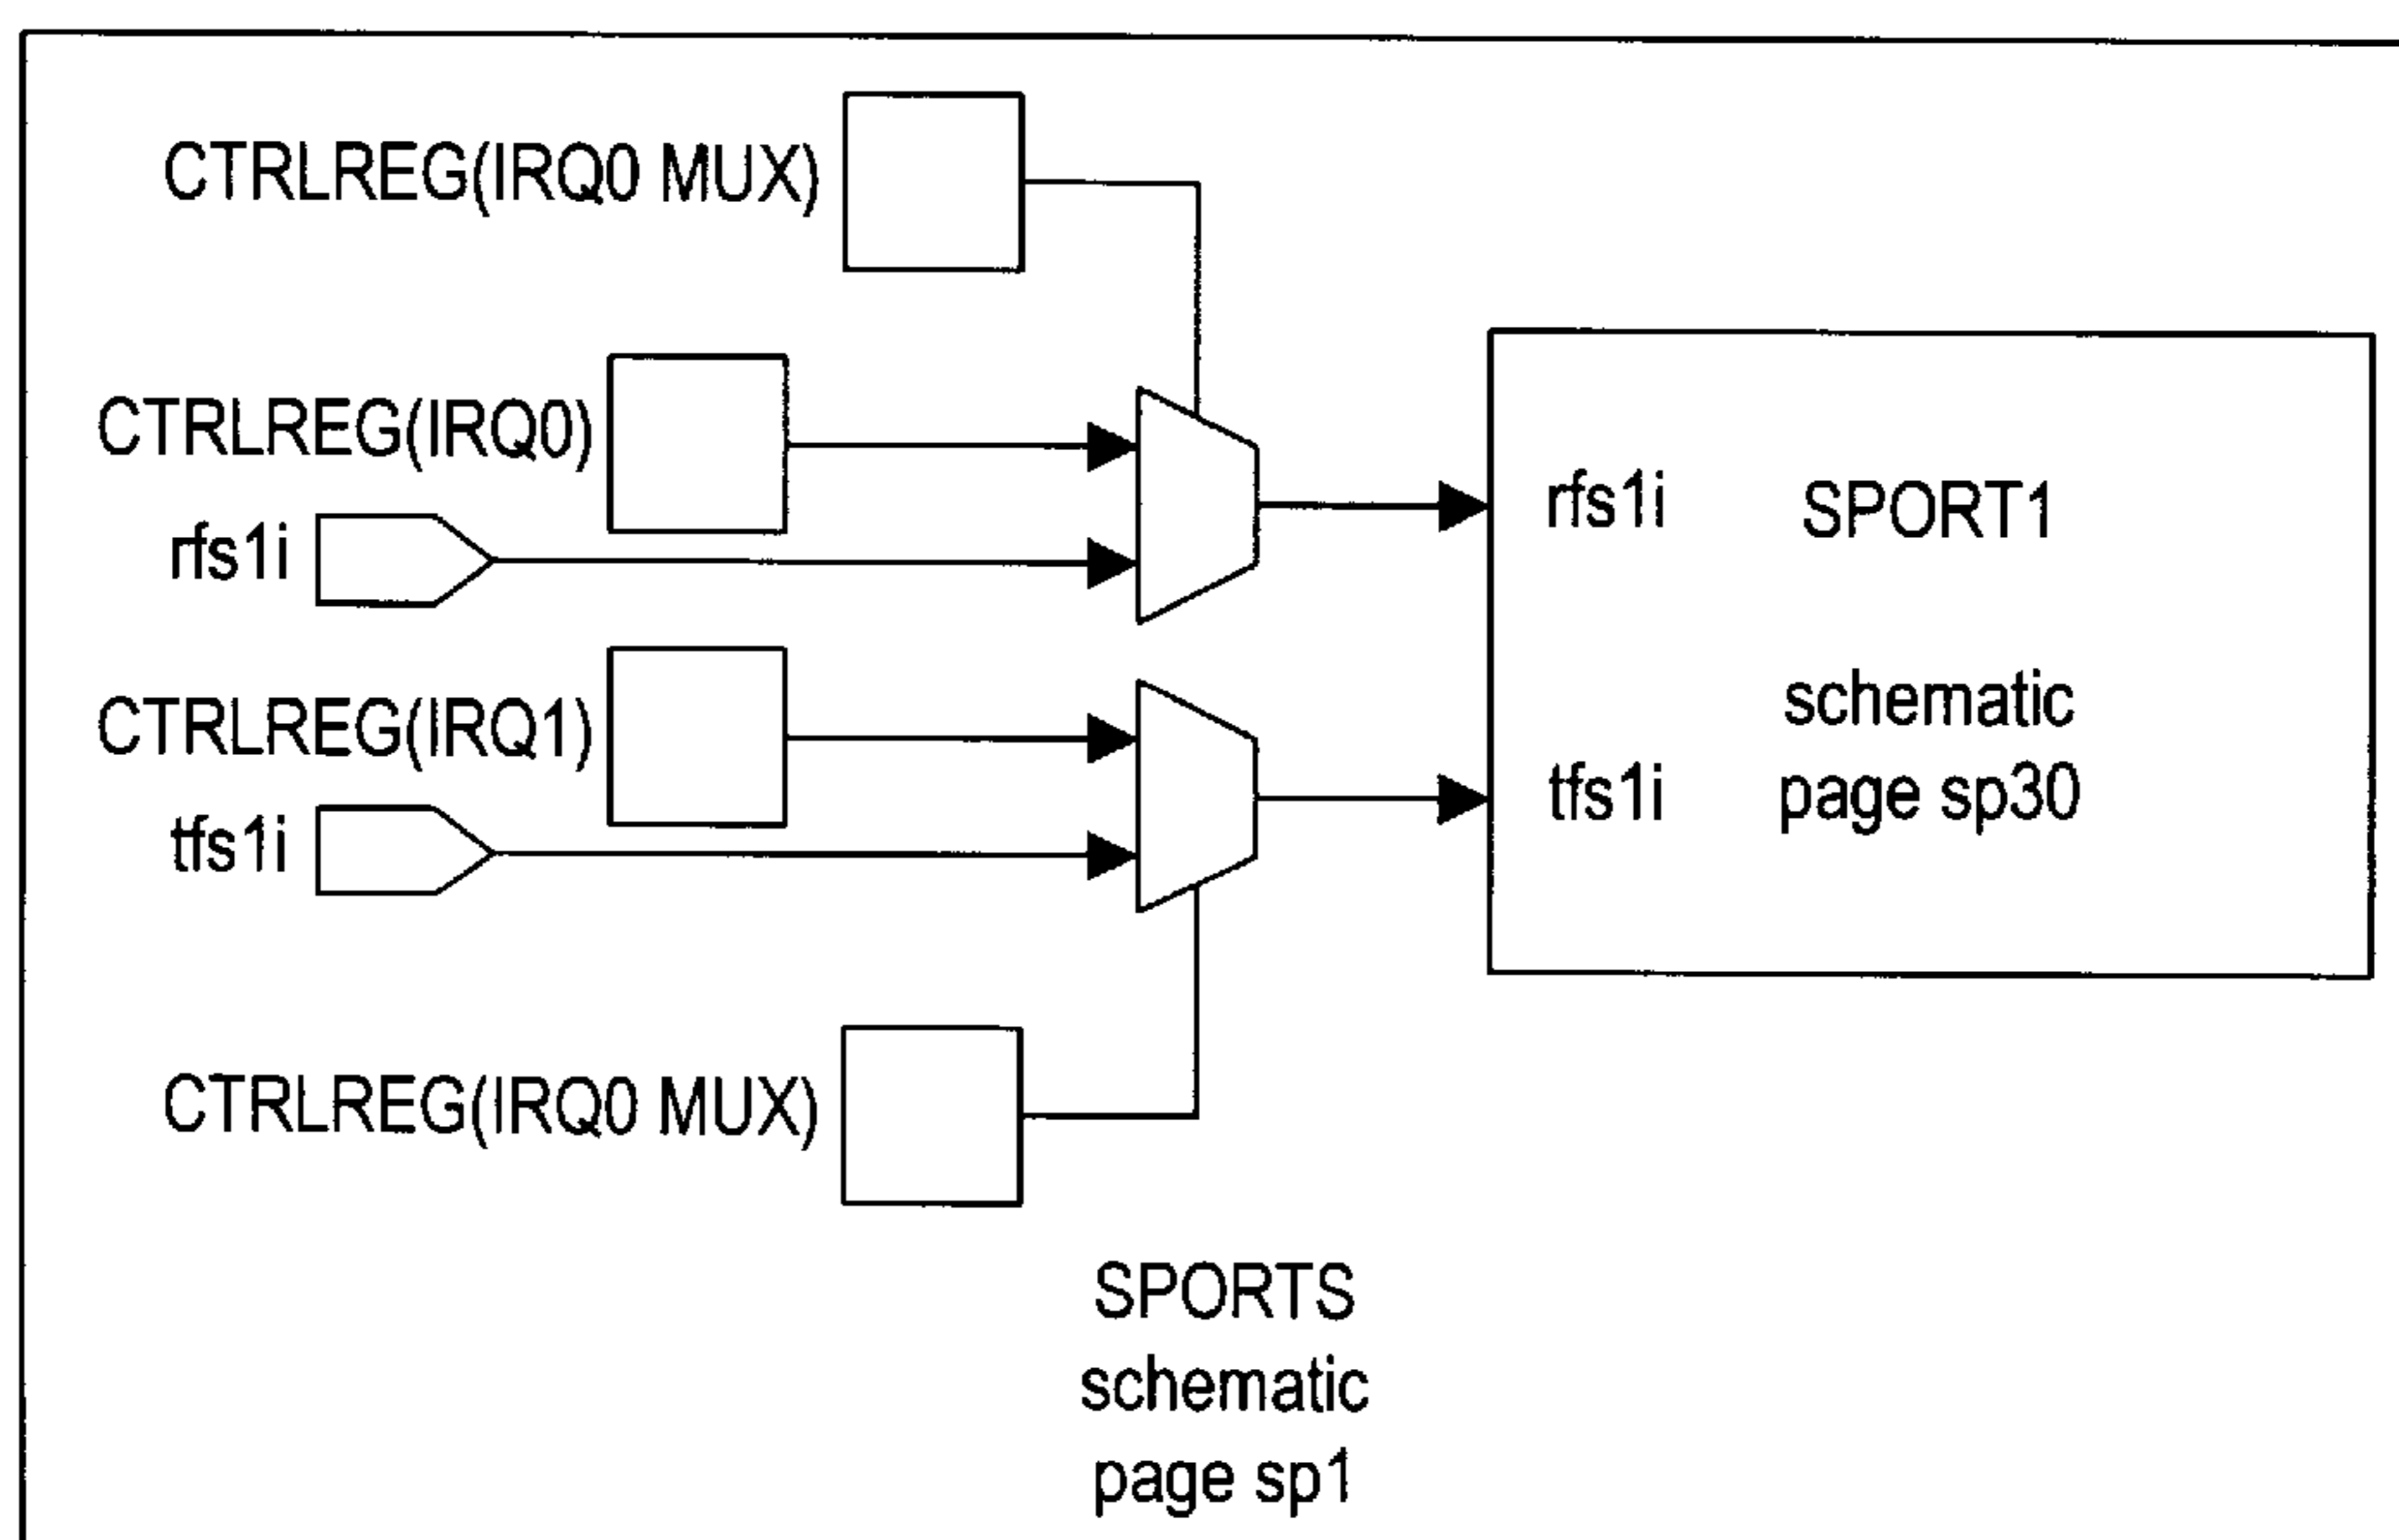 CTRLREG(IRQ0 MUX)
CTRLREG(IRQ0)
rfs1i
CTRLREG(IRQ1)
tfs1i
CTRLREG(IRQ0 MUX)
rfs1i
SPORT1
schematic
tfs1i
page sp30
SPORTS
schematic
page sp1